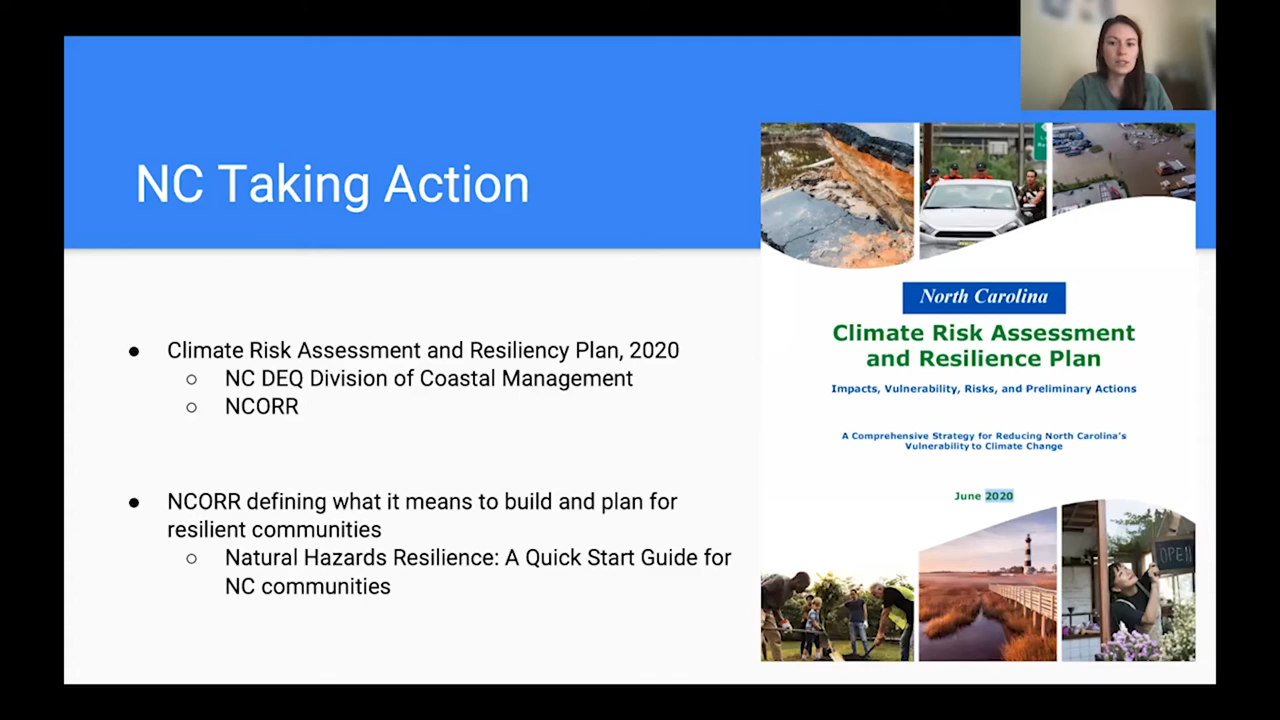 NC Taking Action
● Climate Risk Assessment and Resiliency Plan, 2020
○ NC DEQ Division of Coastal Management
○ NCORR
● NCORR defining what it means to build and plan for
resilient communities
○ Natural Hazards Resilience: A Quick Start Guide for
NC communities
North Carolina
Climate Risk Assessment
and Resilience Plan
Impacts, Vulnerability, Risks, and Preliminary Actions
A Comprehensive Strategy for Reducing North Carolina's
Vulnerability to Climate Change
June 2020
OPEN